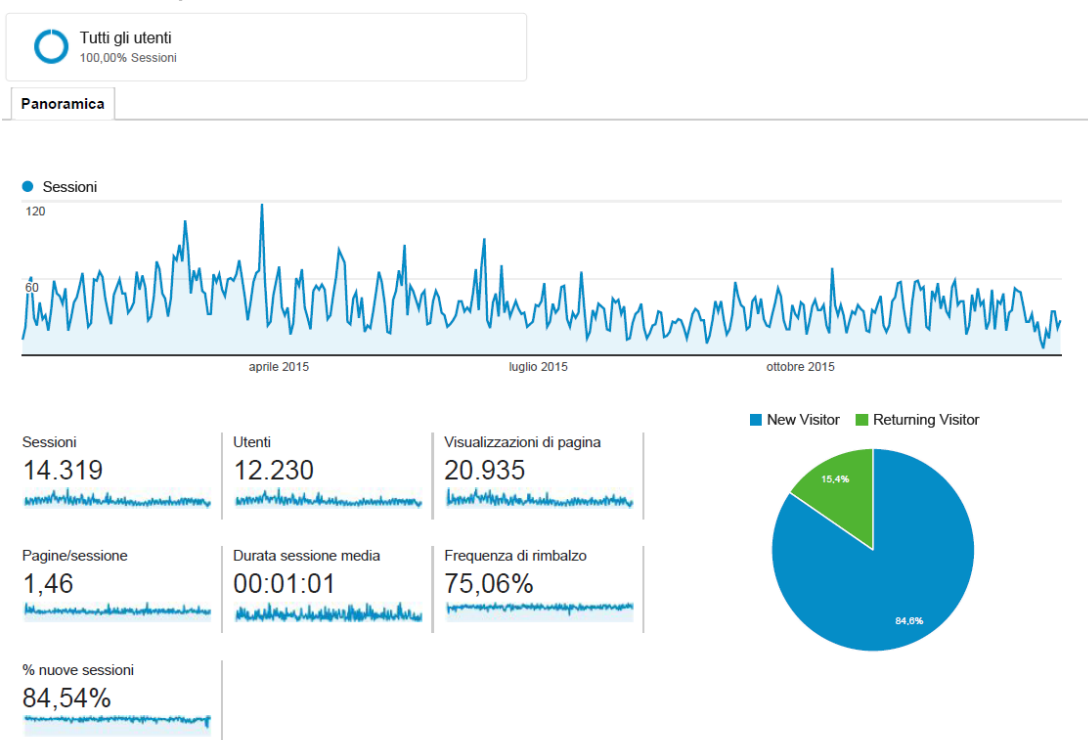 Tutti gli utenti
100,00% Sessioni
Panoramica
Sessioni
120
60
aprile 2015
luglio 2015
ottobre 2015
New Visitor
Returning Visitor
Sessioni
14.319
Utenti
12.230
Visualizzazioni di pagina
20.935
15,4%
84,6%
Pagine/sessione
1,46
Durata sessione media
00:01:01
Frequenza di rimbalzo
75,06%
% nuove sessioni
84,54%